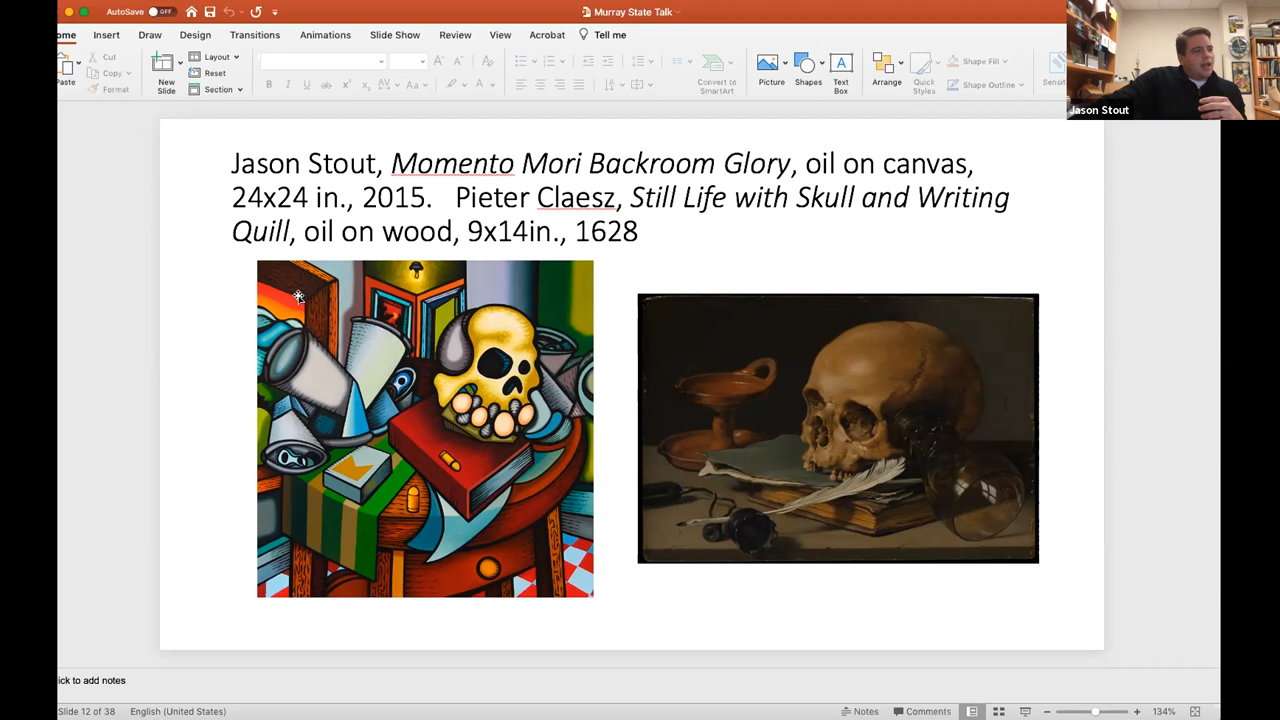 AutoSave OFF Murray State Talk
ome Insert Draw Design Transitions Animations Slide Show Review View Acrobat Tell me
aste Cut Copy Format New Slide Layout Reset Section Convert to SmartArt Picture Shapes Text Box Arrange Quick Styles Shape Fill Shape Outline Sensiti
Jason Stout
Jason Stout, Momento Mori Backroom Glory, oil on canvas,
24x24 in., 2015. Pieter Claesz, Still Life with Skull and Writing
Quill, oil on wood, 9x14in., 1628
ick to add notes
Slide 12 of 38 English (United States) Notes Comments 134%